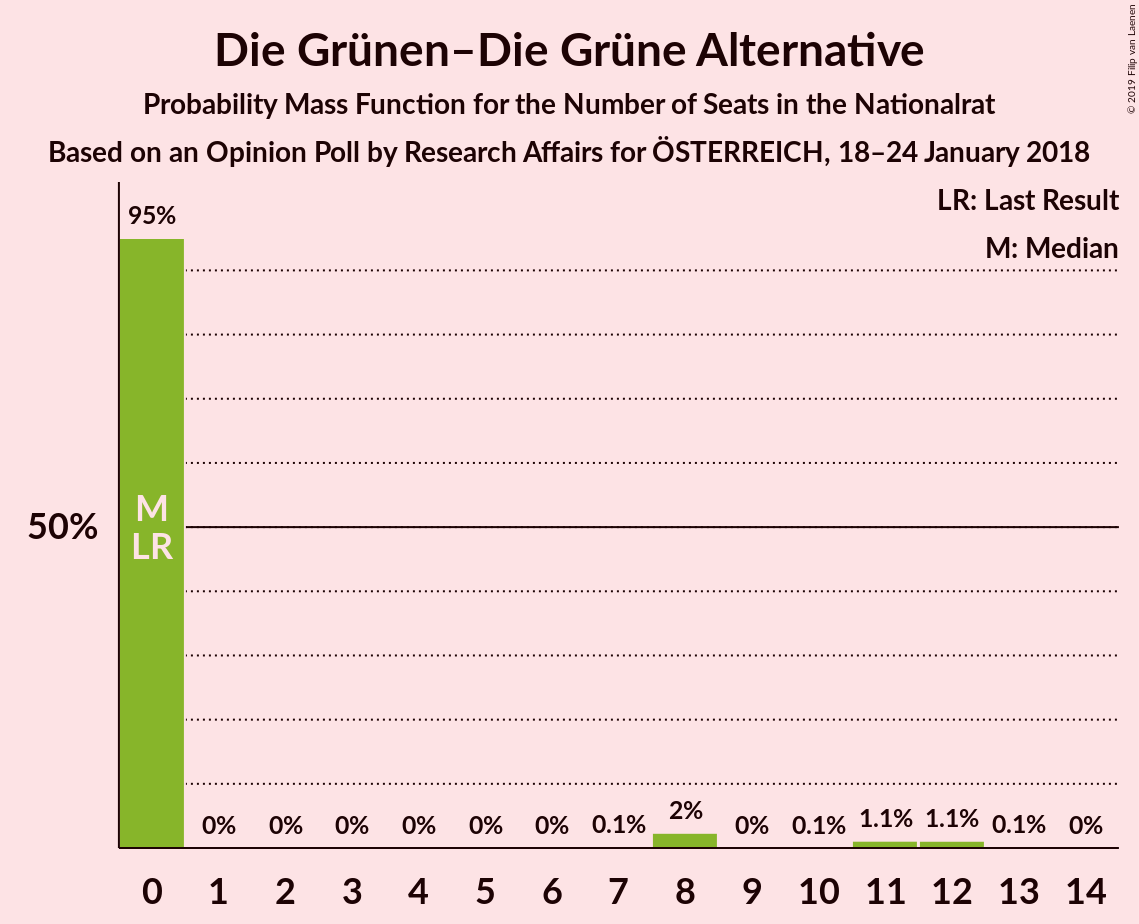 Die Grünen–Die Grüne Alternative
Probability Mass Function for the Number of Seats in the Nationalrat
Based on an Opinion Poll by Research Affairs for ÖSTERREICH, 18–24 January 2018
© 2019 Filip van Laenen
LR: Last Result
M: Median
95%
50%
M
LR
0% 0% 0% 0% 0% 0% 0.1% 2% 0% 0.1% 1.1% 1.1% 0.1% 0%
0 1 2 3 4 5 6 7 8 9 10 11 12 13 14